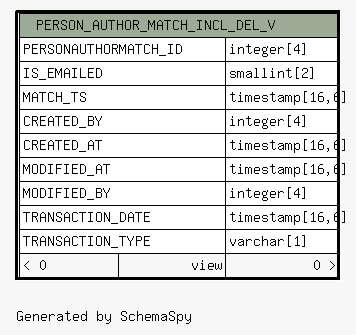 PERSON_AUTHOR_MATCH_INCL_DEL_V
PERSONAUTHORMATCH_ID integer[4]
IS_EMAILED smallint[2]
MATCH_TS timestamp[16,6]
CREATED_BY integer[4]
CREATED_AT timestamp[16,6]
MODIFIED_AT timestamp[16,6]
MODIFIED_BY integer[4]
TRANSACTION_DATE timestamp[16,6]
TRANSACTION_TYPE varchar[1]
< 0 view 0 >
Generated by SchemaSpy